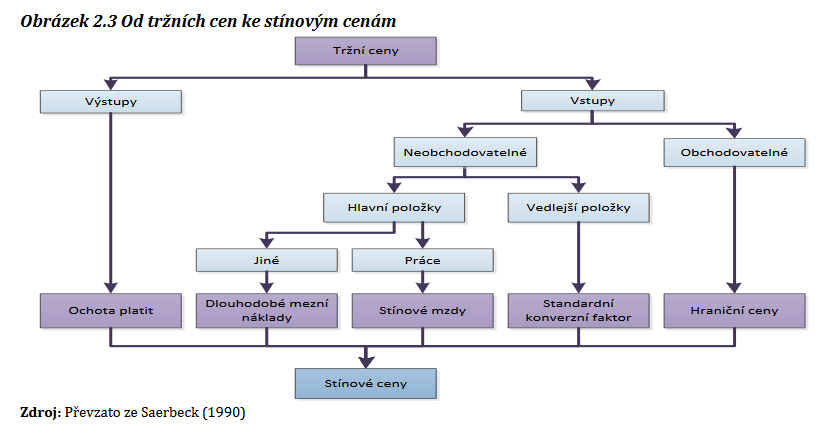 Obrázek 2.3 Od tržních cen ke stínovým cenám
Tržní ceny
Výstupy
Vstupy
Neobchodovatelné
Obchodovatelné
Hlavní položky
Vedlejší položky
Jiné
Práce
Ochota platit
Dlouhodobé mezní
náklady
Stínové mzdy
Standardní
konverzní faktor
Hraniční ceny
Stínové ceny
Zdroj: Převzato ze Saerbeck (1990)